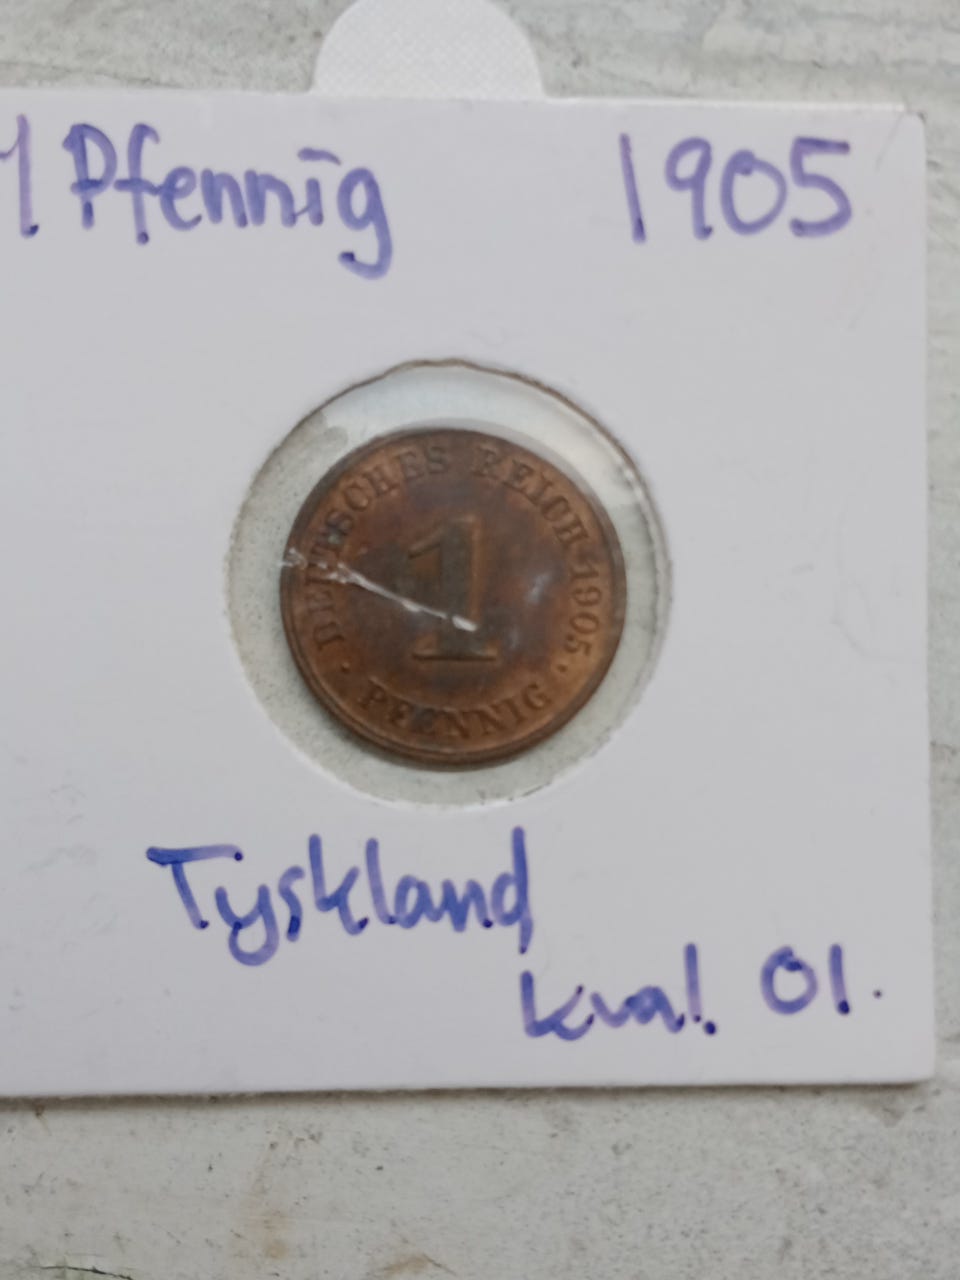 1 Pfennig 1905
DEUTSCHES REICH 1905
1
PFENNIG
Tyskland
kval. 01.